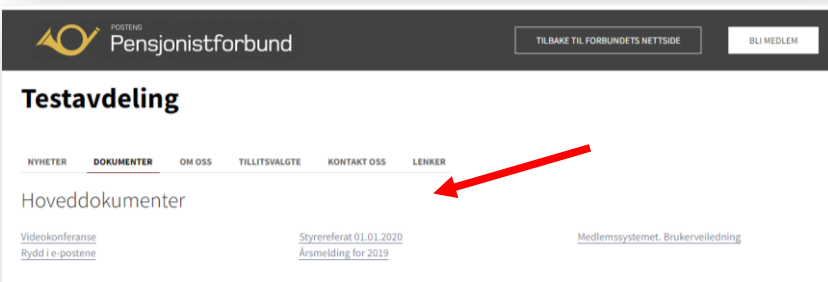 POSTENS
Pensjonistforbund
TILBAKE TIL FORBUNDETS NETTSIDE
BLI MEDLEM
Testavdeling
NYHETER DOKUMENTER OM OSS TILLITSVALGTE KONTAKT OSS LENKER
Hoveddokumenter
Videokonferanse Styrereferat 01.01.2020 Medlemssystemet. Brukerveiledning
Rydd i e-postene Årsmelding for 2019